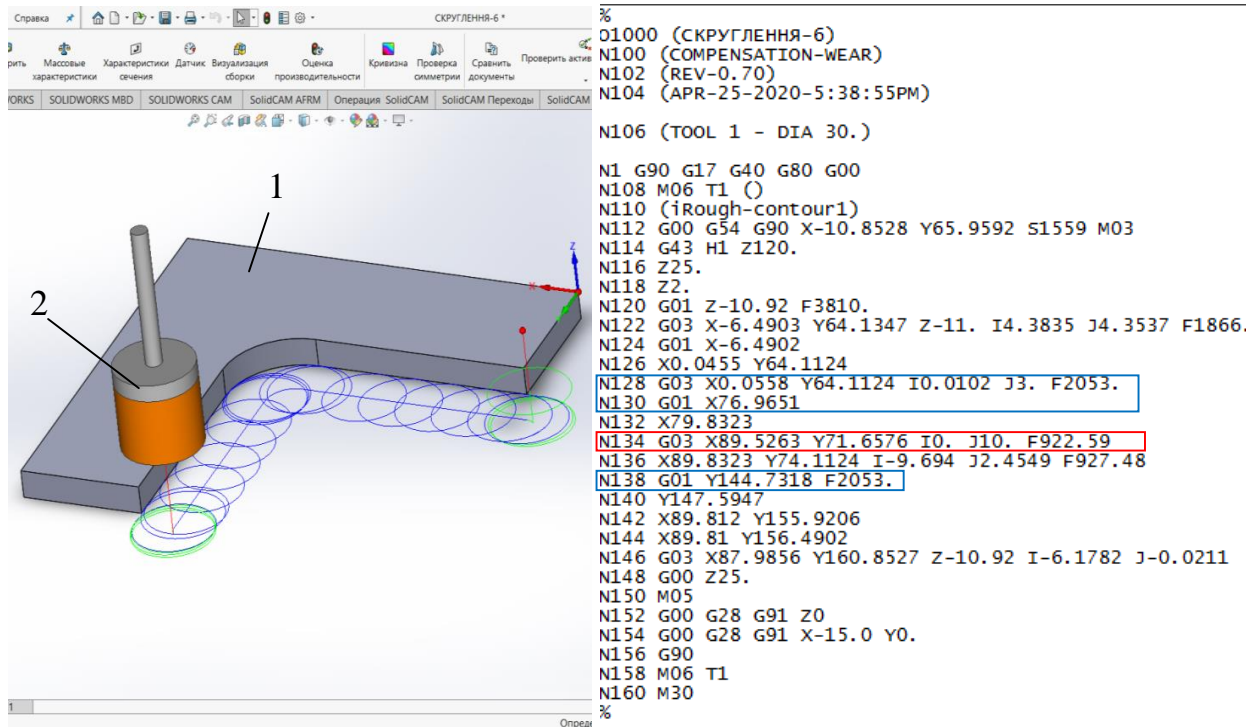 Справка
СКРУГЛЕННЯ-6 *
Массовые характеристики
Характеристики сечения
Датчик
Визуализация сборки
Оценка производительности
Кривизна
Проверка симметрии
Сравнить документы
Проверить
SOLIDWORKS MBD
SOLIDWORKS CAM
SolidCAM AFRM
Операция SolidCAM
SolidCAM Переходы
SolidCAM
1
2
Z
X
1
%
O1000 (СКРУГЛЕННЯ-6)
N100 (COMPENSATION-WEAR)
N102 (REV-0.70)
N104 (APR-25-2020-5:38:55PM)
N106 (TOOL 1 - DIA 30.)
N1 G90 G17 G40 G80 G00
N108 M06 T1 ()
N110 (iRough-contour1)
N112 G00 G54 G90 X-10.8528 Y65.9592 S1559 M03
N114 G43 H1 Z120.
N116 Z25.
N118 Z2.
N120 G01 Z-10.92 F3810.
N122 G03 X-6.4903 Y64.1347 Z-11. I4.3835 J4.3537 F1866.
N124 G01 X-6.4902
N126 X0.0455 Y64.1124
N128 G03 X0.0558 Y64.1124 I0.0102 J3. F2053.
N130 G01 X76.9651
N132 X79.8323
N134 G03 X89.5263 Y71.6576 I0. J10. F922.59
N136 X89.8323 Y74.1124 I-9.694 J2.4549 F927.48
N138 G01 Y144.7318 F2053.
N140 Y147.5947
N142 X89.812 Y155.9206
N144 X89.81 Y156.4902
N146 G03 X87.9856 Y160.8527 Z-10.92 I-6.1782 J-0.0211
N148 G00 Z25.
N150 M05
N152 G00 G28 G91 Z0
N154 G00 G28 G91 X-15.0 Y0.
N156 G90
N158 M06 T1
N160 M30
%